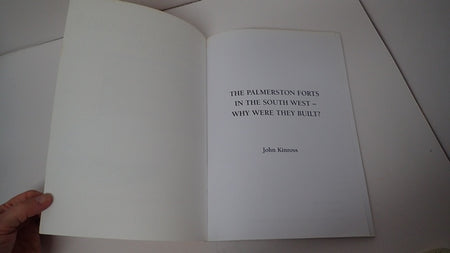 THE PALMERSTON FORTS
IN THE SOUTH WEST –
WHY WERE THEY BUILT?
John Kinross